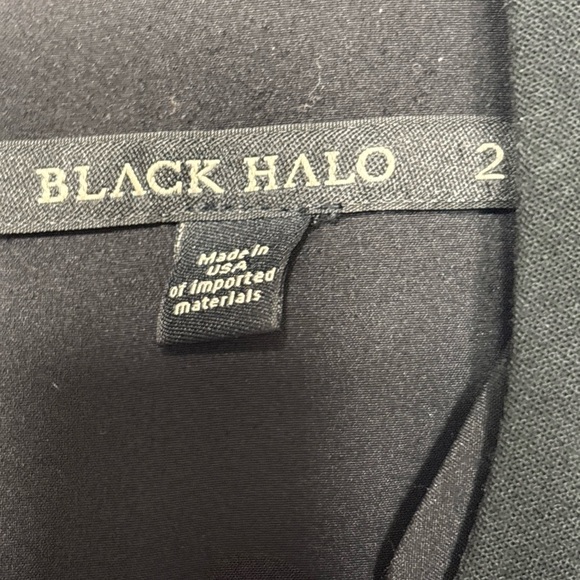 BLACK HALO 2
Made in
USA
of imported
materials